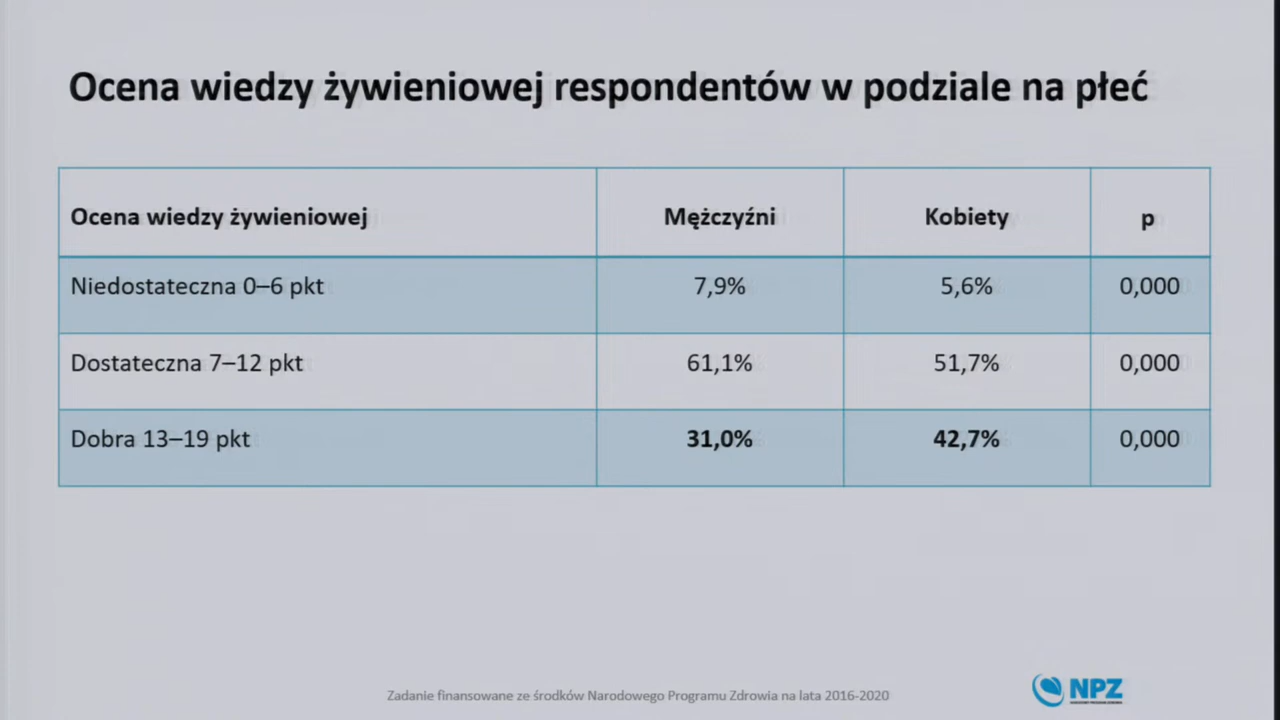 Ocena wiedzy żywieniowej respondentów w podziale na płeć
Ocena wiedzy żywieniowej Mężczyźni Kobiety p
Niedostateczna 0–6 pkt 7,9% 5,6% 0,000
Dostateczna 7–12 pkt 61,1% 51,7% 0,000
Dobra 13–19 pkt 31,0% 42,7% 0,000
Zadanie finansowane ze środków Narodowego Programu Zdrowia na lata 2016-2020
NPZ